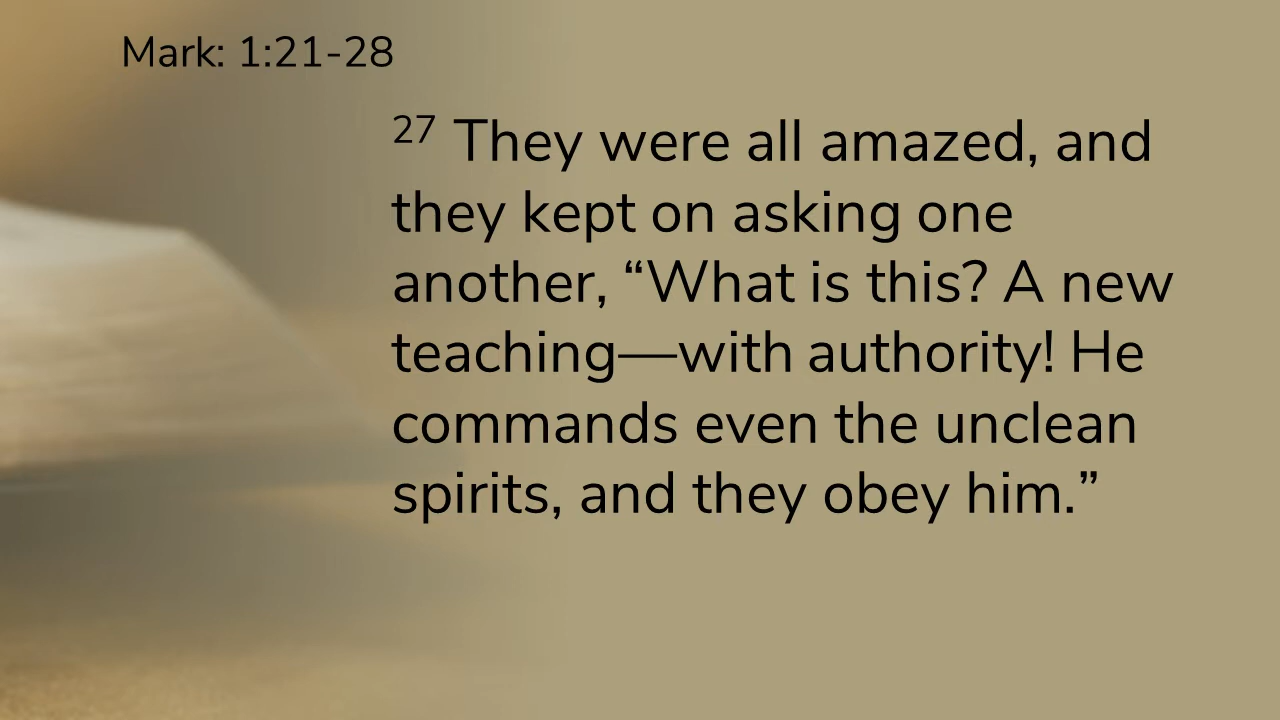 Mark: 1:21-28
27 They were all amazed, and
they kept on asking one
another, “What is this? A new
teaching—with authority! He
commands even the unclean
spirits, and they obey him.”